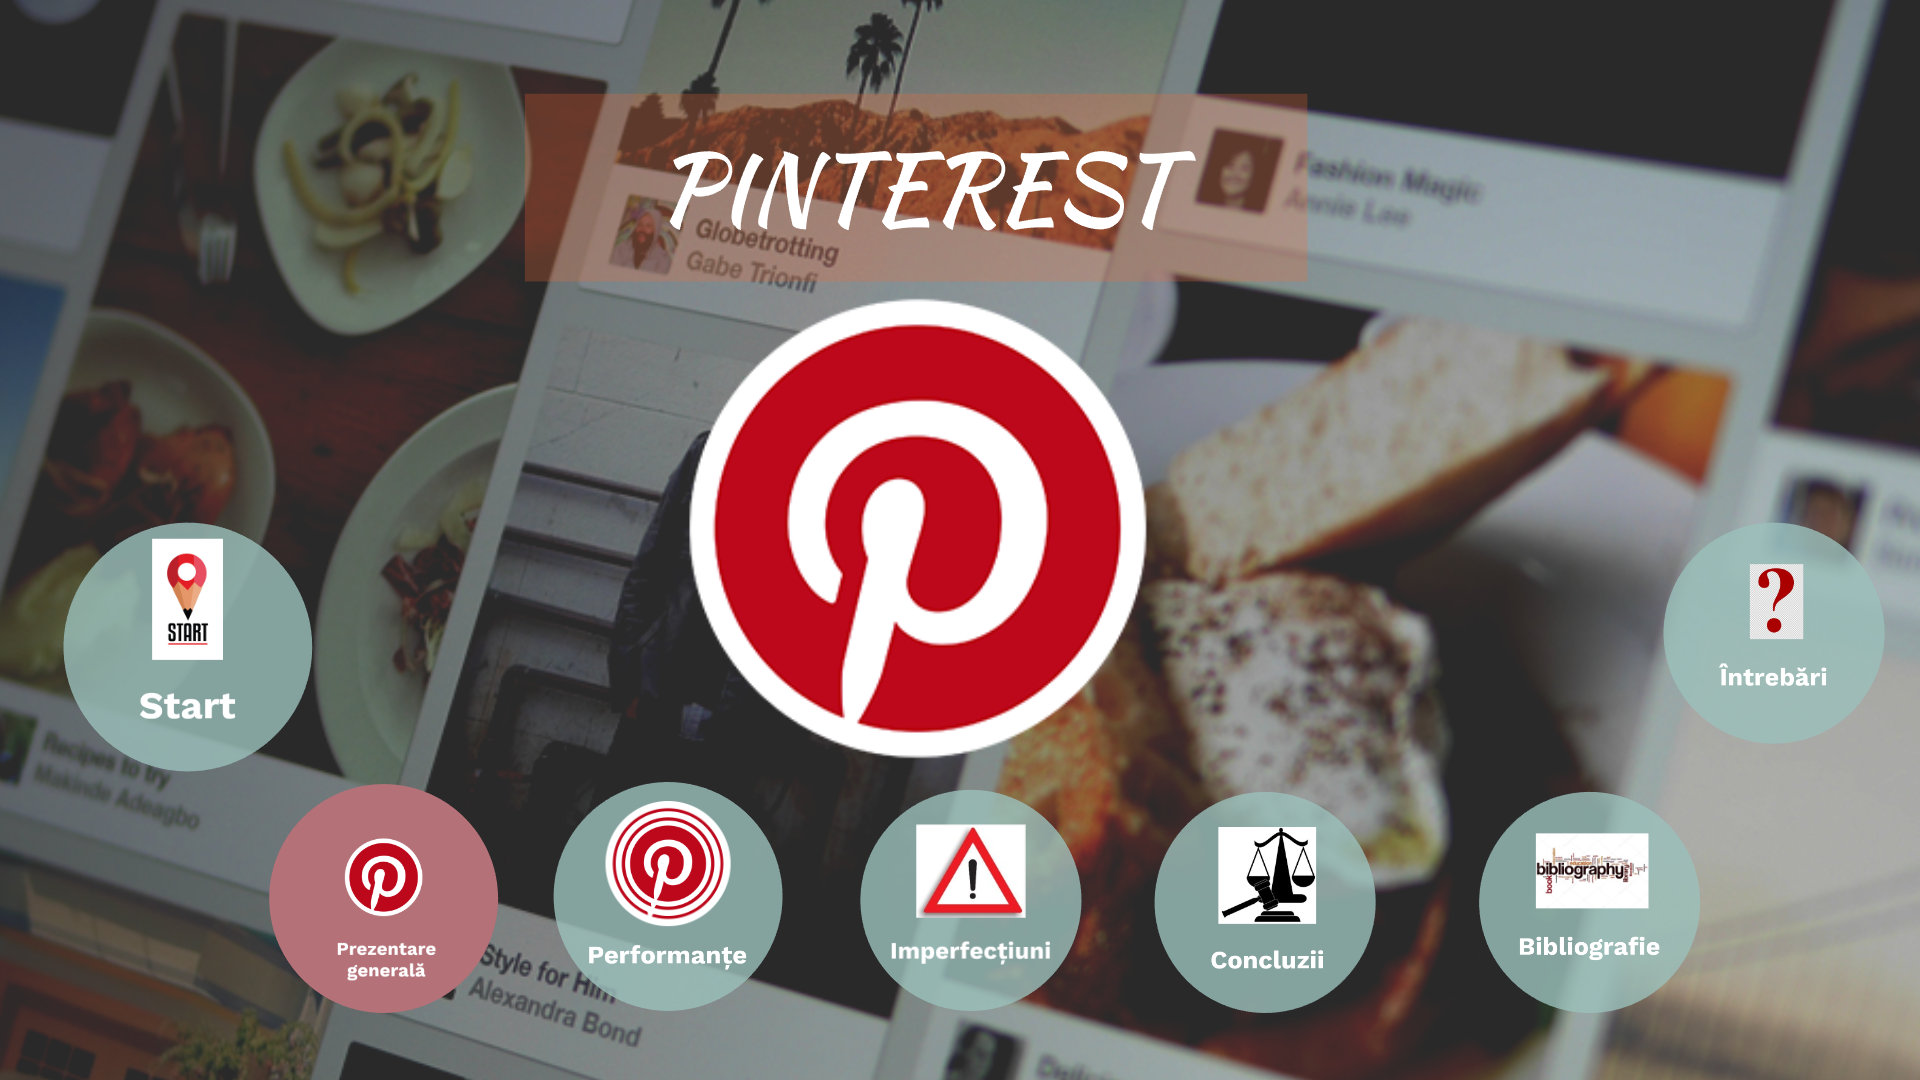 PINTEREST
Fashion Magic
Annie Lee
Globetrotting
Gabe Trionfi
START
Start
Întrebări
Recipes to try
Makinde Adeagbo
Prezentare
generală
Performanțe
Imperfecțiuni
Concluzii
bibliography
book
Bibliografie
Style for Him
Alexandra Bond